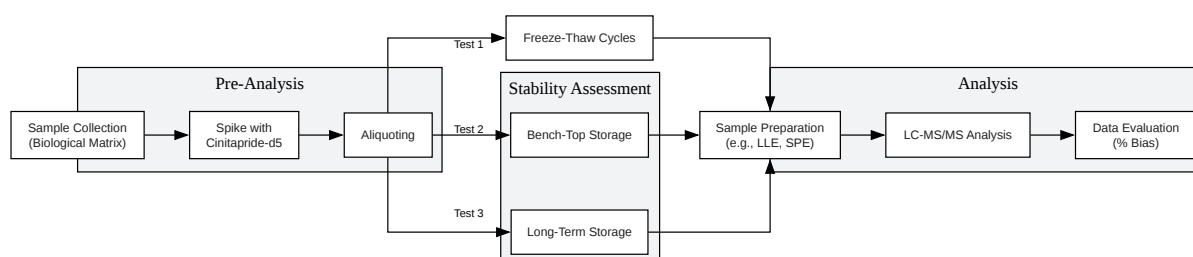 Pre-Analysis
Sample Collection
(Biological Matrix)
Spike with
Cinitapride-d5
Aliquoting
Test 1
Test 2
Test 3
Freeze-Thaw Cycles
Stability Assessment
Bench-Top Storage
Long-Term Storage
Analysis
Sample Preparation
(e.g., LLE, SPE)
LC-MS/MS Analysis
Data Evaluation
(% Bias)